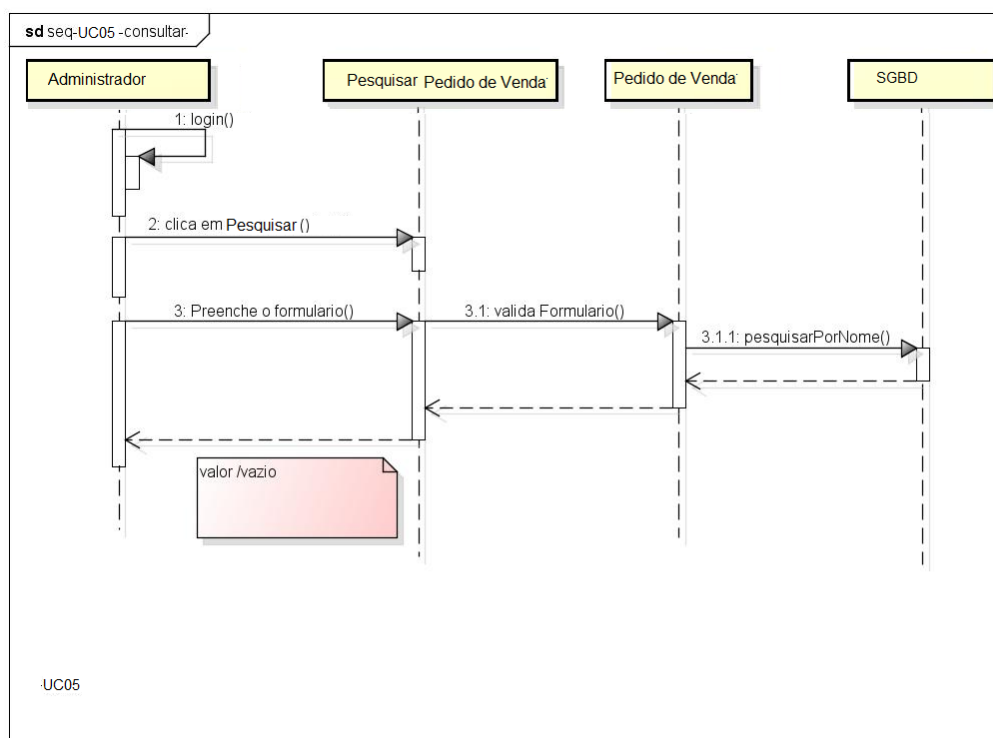 sd seq-UC05 -consultar-
Administrador
Pesquisar Pedido de Venda
Pedido de Venda
SGBD
1: login()
2: clica em Pesquisar ()
3: Preenche o formulario()
3.1: valida Formulario()
3.1.1: pesquisarPorNome()
valor /vazio
-UC05